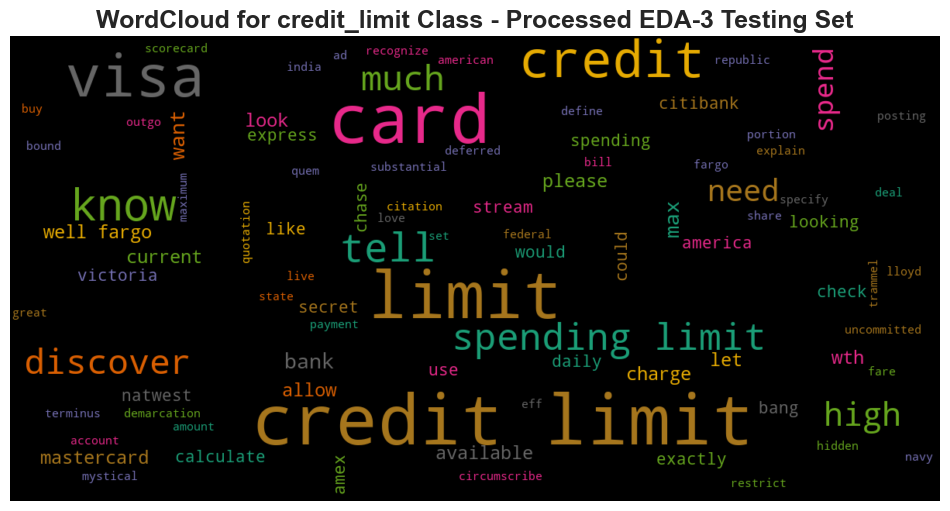 WordCloud for credit_limit Class - Processed EDA-3 Testing Set
scorecard
visa
ad
recognize
american
india
much
credit
republic
spend
buy
outgo
want
look
express
card
define
citibank
posting
bound
deferred
spending
portion
explain
quem
substantial
bill
fargo
know
maximum
chase
citation
love
please
need
specify
deal
well fargo
quotation
like
stream
max
share
looking
current
tell
set
federal
would
could
america
victoria
live
limit
check
trammel
lloyd
great
state
secret
payment
spending limit
uncommitted
discover
bank
use
daily
let
charge
wth
fare
natwest
allow
credit limit
eff
bang
high
terminus
demarcation
amount
account
hidden
mastercard
calculate
available
exactly
navy
mystical
amex
circumscribe
restrict